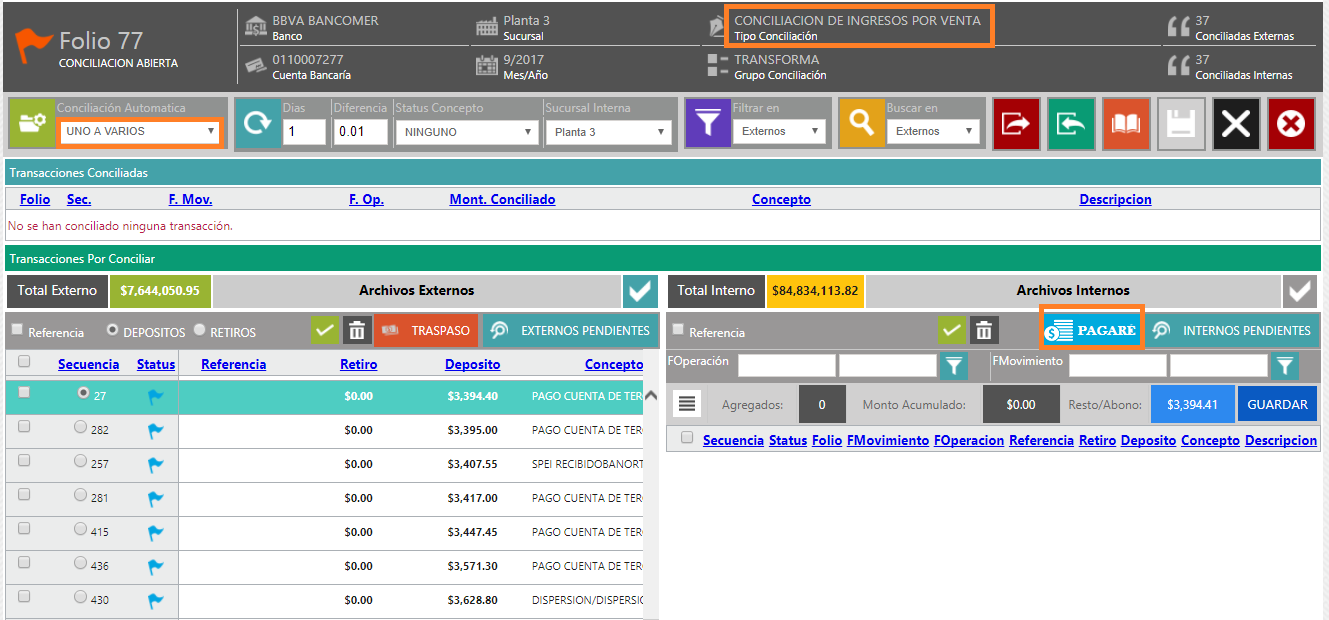 Folio 77
CONCILIACION ABIERTA
BBVA BANCOMER
Banco
0110007277
Cuenta Bancaría
Planta 3
Sucursal
9/2017
Mes/Año
CONCILIACION DE INGRESOS POR VENTA
Tipo Conciliación
TRANSFORMA
Grupo Conciliación
37
Conciliadas Externas
37
Conciliadas Internas
Conciliación Automatica
UNO A VARIOS
Dias
1
Diferencia
0.01
Status Concepto
NINGUNO
Sucursal Interna
Planta 3
Filtrar en
Externos
Buscar en
Externos
Transacciones Conciliadas
Folio Sec. F. Mov. F. Op. Mont. Conciliado Concepto Descripcion
No se han conciliado ninguna transacción.
Transacciones Por Conciliar
Total Externo $7,644,050.95 Archivos Externos
Referencia DEPOSITOS RETIROS TRASPASO EXTERNOS PENDIENTES
Secuencia Status Referencia Retiro Deposito Concepto
27 $0.00 $3,394.40 PAGO CUENTA DE TER
282 $0.00 $3,395.00 PAGO CUENTA DE TER
257 $0.00 $3,407.55 SPEI RECIBIDOBANORT
281 $0.00 $3,417.00 PAGO CUENTA DE TER
415 $0.00 $3,447.45 PAGO CUENTA DE TER
436 $0.00 $3,571.30 PAGO CUENTA DE TER
430 $0.00 $3,628.80 DISPERSION/DISPERSIO
Total Interno $84,834,113.82 Archivos Internos
Referencia PAGARÉ INTERNOS PENDIENTES
FOperación FMovimiento
Agregados: 0 Monto Acumulado: $0.00 Resto/Abono: $3,394.41 GUARDAR
Secuencia Status Folio FMovimiento FOperacion Referencia Retiro Deposito Concepto Descripcion